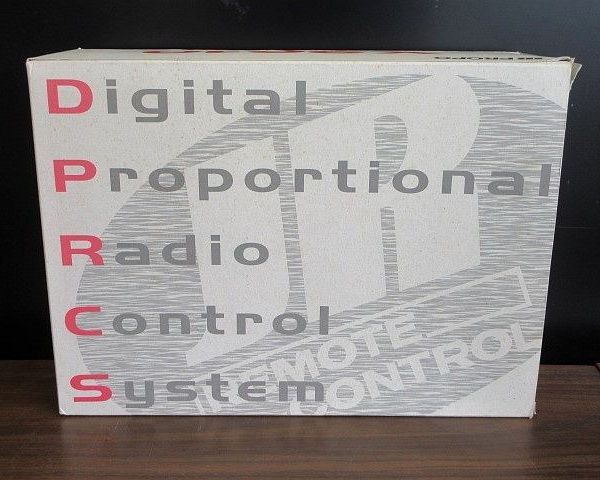 Digital
Proportional
Radio
Control
System
JR
REMOTE
CONTROL